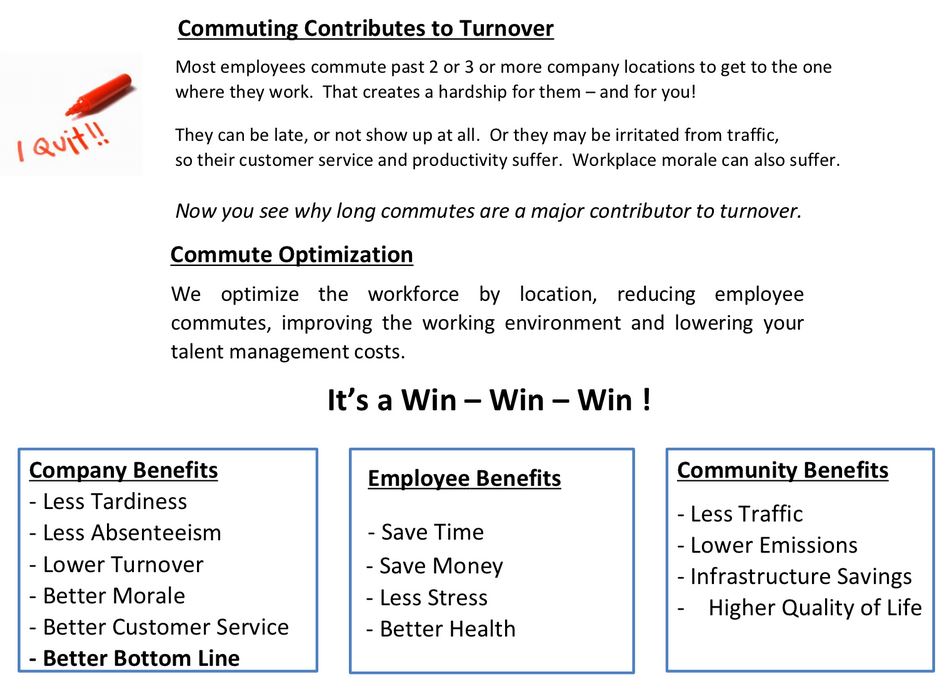 Commuting Contributes to Turnover
Most employees commute past 2 or 3 or more company locations to get to the one
where they work.  That creates a hardship for them – and for you!
I QUIT!!
They can be late, or not show up at all.  Or they may be irritated from traffic,
so their customer service and productivity suffer.  Workplace morale can also suffer.
Now you see why long commutes are a major contributor to turnover.
Commute Optimization
We optimize the workforce by location, reducing employee
commutes, improving the working environment and lowering your
talent management costs.
It's a Win – Win – Win !
Company Benefits
- Less Tardiness
- Less Absenteeism
- Lower Turnover
- Better Morale
- Better Customer Service
- Better Bottom Line
Employee Benefits
- Save Time
- Save Money
- Less Stress
- Better Health
Community Benefits
- Less Traffic
- Lower Emissions
- Infrastructure Savings
-   Higher Quality of Life